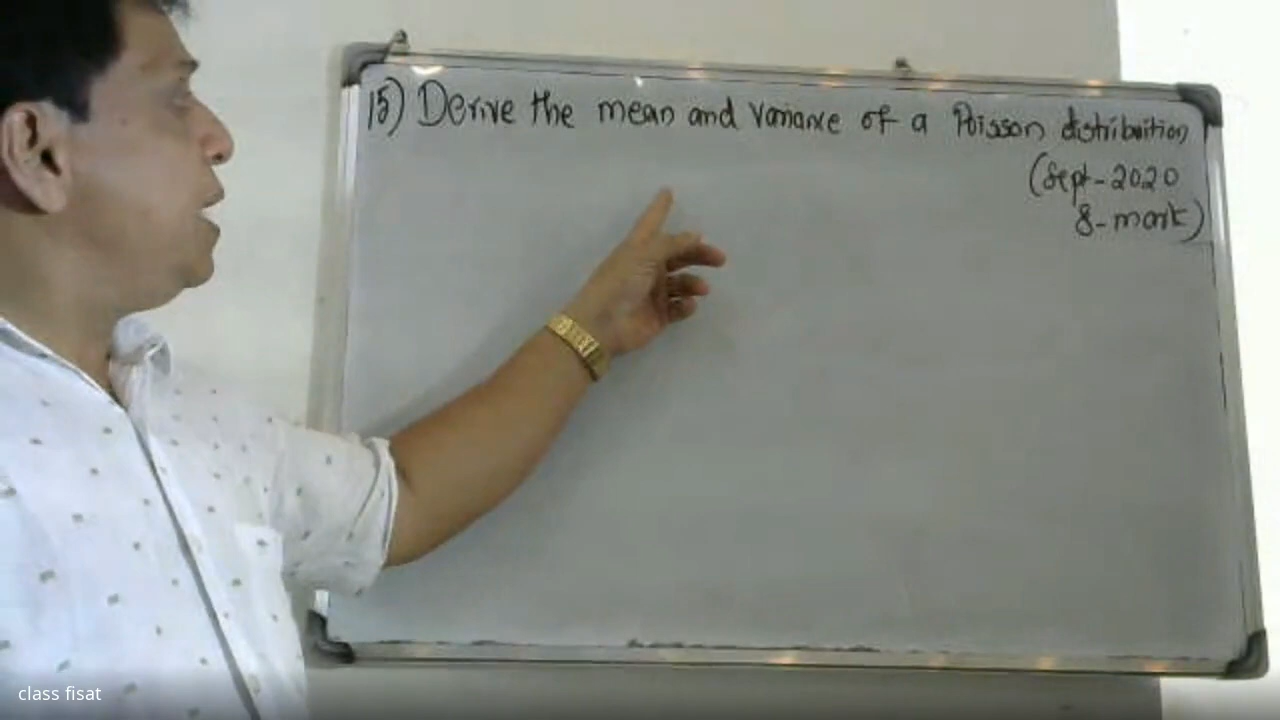 15) Derive the mean and variance of a Poisson distribution
(Sept-2020
8-mark)
class fisat